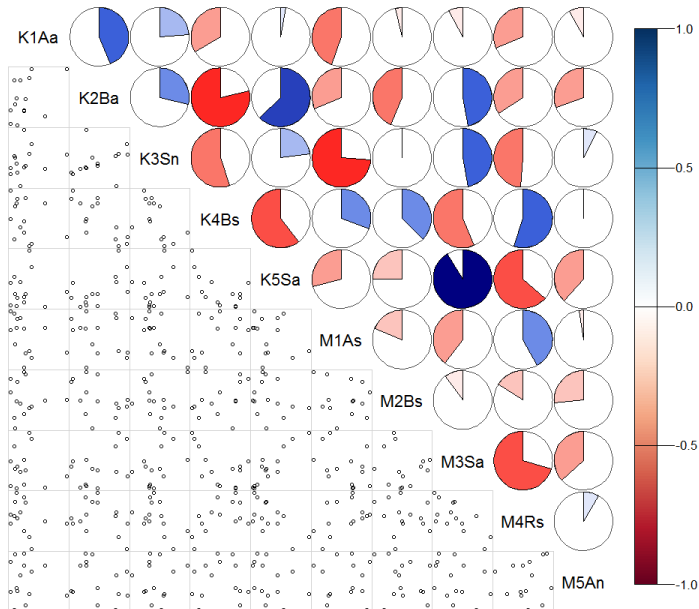 K1Aa
K2Ba
K3Sn
K4Bs
K5Sa
M1As
M2Bs
M3Sa
M4Rs
M5An
1.0
0.5
0.0
-0.5
-1.0